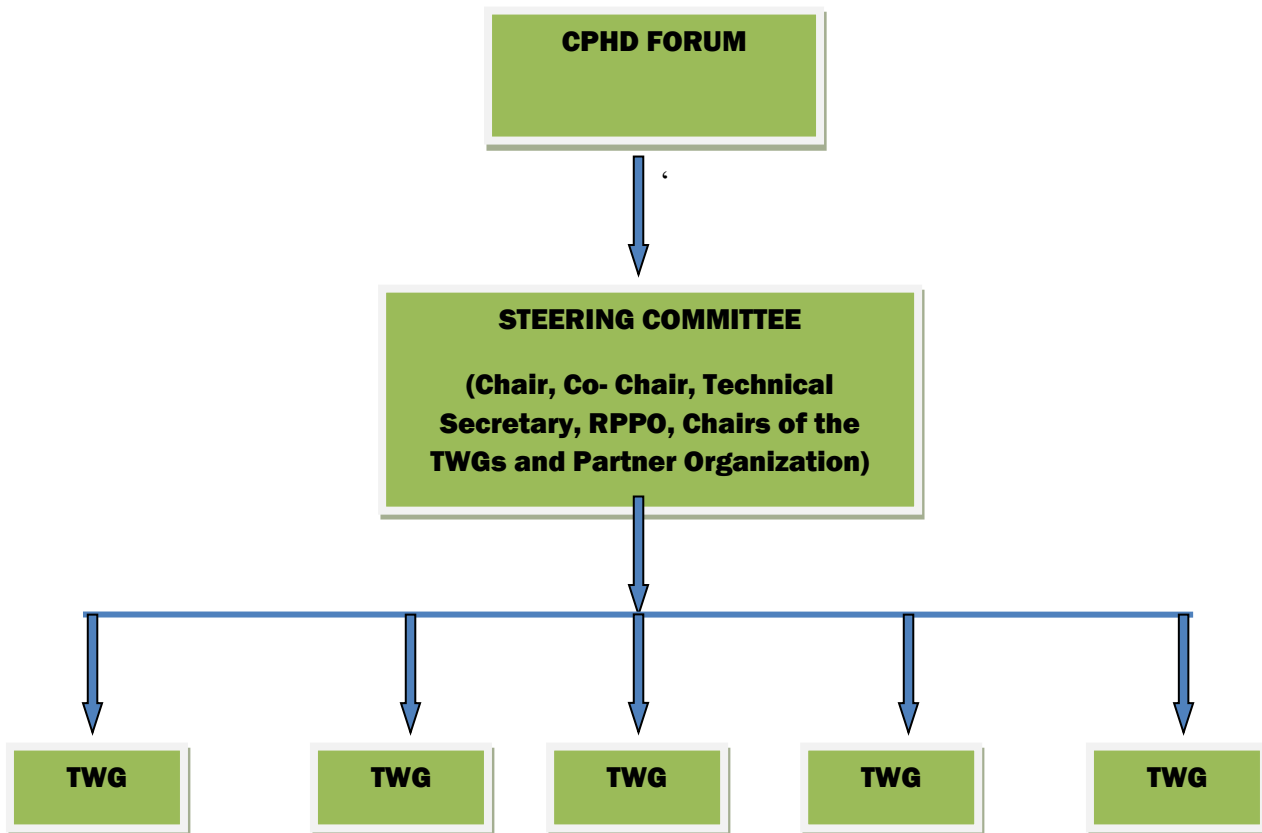 CPHD FORUM
‘
STEERING COMMITTEE
(Chair, Co- Chair, Technical
Secretary, RPPO, Chairs of the
TWGs and Partner Organization)
TWG
TWG
TWG
TWG
TWG